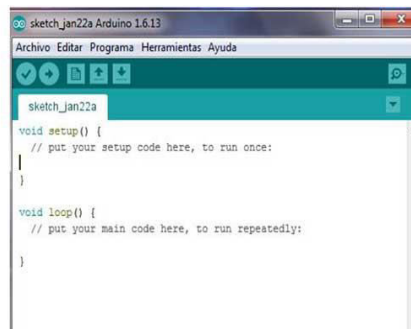 sketch_jan22a Arduino 1.6.13
Archivo Editar Programa Herramientas Ayuda
sketch_jan22a
void setup() {
// put your setup code here, to run once:
}
void loop() {
// put your main code here, to run repeatedly:
}